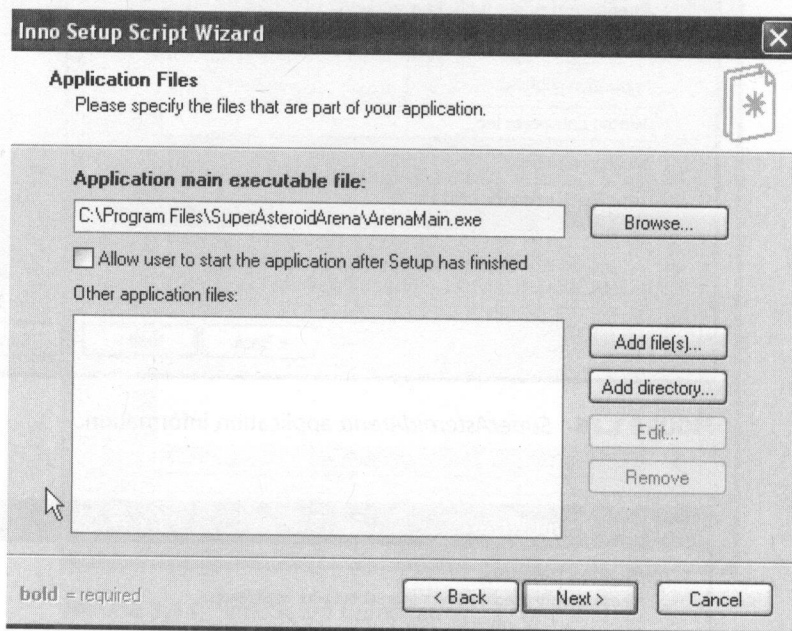 Inno Setup Script Wizard
Application Files
Please specify the files that are part of your application.
Application main executable file:
C:\Program Files\SuperAsteroidArena\ArenaMain.exe
Browse...
Allow user to start the application after Setup has finished
Other application files:
Add file(s)...
Add directory...
Edit...
Remove
bold = required
< Back
Next >
Cancel